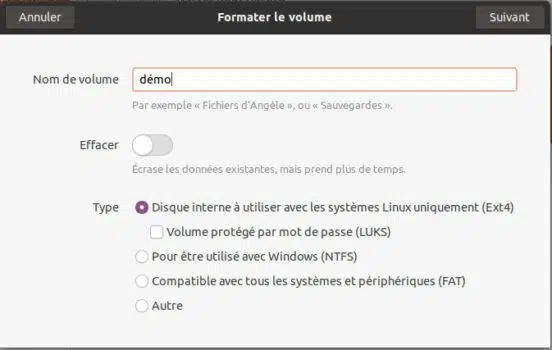 Annuler
Formater le volume
Suivant
Nom de volume
démo
Par exemple « Fichiers d'Angèle », ou « Sauvegardes ».
Effacer
Écrase les données existantes, mais prend plus de temps.
Type
Disque interne à utiliser avec les systèmes Linux uniquement (Ext4)
Volume protégé par mot de passe (LUKS)
Pour être utilisé avec Windows (NTFS)
Compatible avec tous les systèmes et périphériques (FAT)
Autre